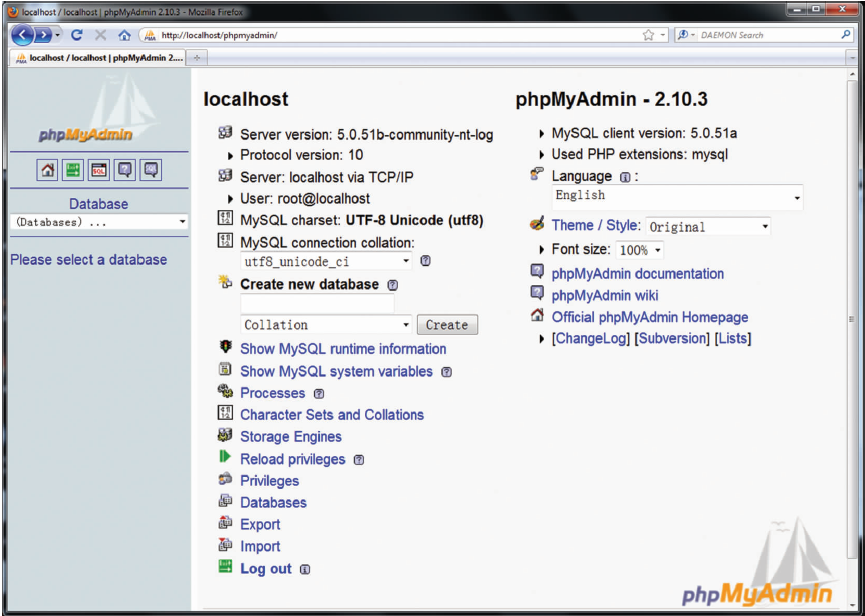 localhost / localhost | phpMyAdmin 2.10.3 - Mozilla Firefox
http://localhost/phpmyadmin/
DAEMON Search
localhost / localhost | phpMyAdmin 2....
phpMyAdmin
SQL
Database
(Databases) ...
Please select a database
localhost
Server version: 5.0.51b-community-nt-log
Protocol version: 10
Server: localhost via TCP/IP
User: root@localhost
MySQL charset: UTF-8 Unicode (utf8)
MySQL connection collation:
utf8_unicode_ci
Create new database
Collation
Create
Show MySQL runtime information
Show MySQL system variables
Processes
Character Sets and Collations
Storage Engines
Reload privileges
Privileges
Databases
Export
Import
Log out
phpMyAdmin - 2.10.3
MySQL client version: 5.0.51a
Used PHP extensions: mysql
Language :
English
Theme / Style: Original
Font size: 100%
phpMyAdmin documentation
phpMyAdmin wiki
Official phpMyAdmin Homepage
[ChangeLog] [Subversion] [Lists]
phpMyAdmin